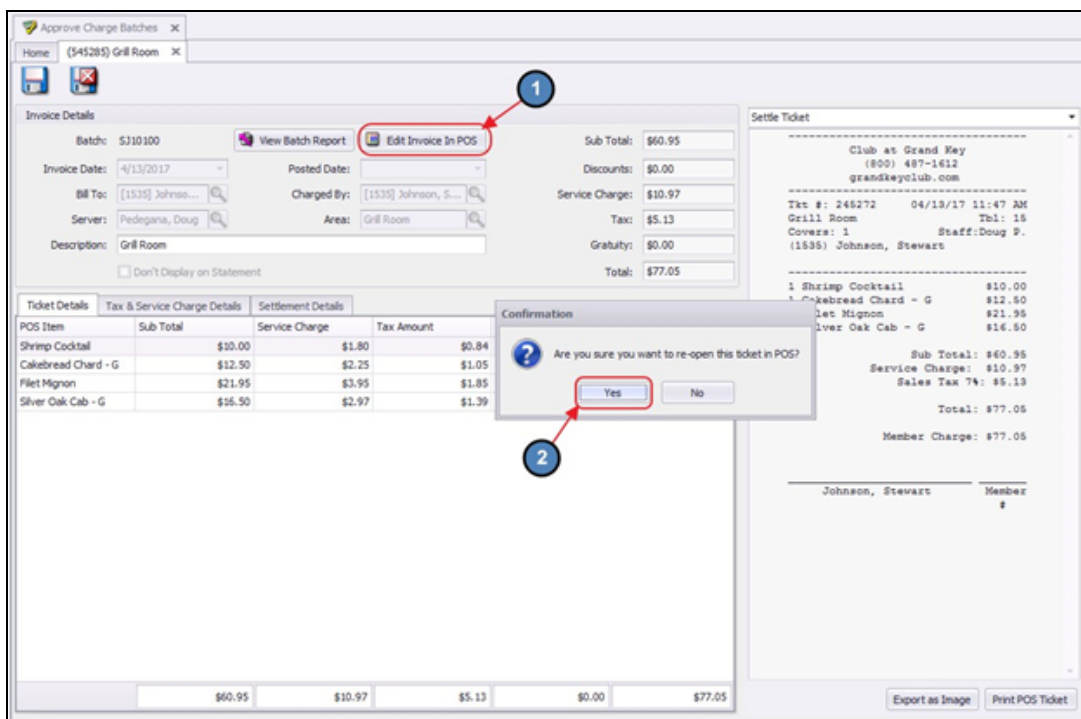 Approve Charge Batches
Home (545285) Grill Room
1
Invoice Details
Batch: SJ10100 View Batch Report Edit Invoice In POS Sub Total: $60.95
Invoice Date: 4/13/2017 Posted Date: Discounts: $0.00
Bill To: [1535] Johnso... Charged By: [1535] Johnson, S... Service Charge: $10.97
Server: Pedegana, Doug Area: Grill Room Tax: $5.13
Description: Grill Room Gratuity: $0.00
Don't Display on Statement Total: $77.05
Ticket Details Tax & Service Charge Details Settlement Details
POS Item Sub Total Service Charge Tax Amount
Shrimp Cocktail $10.00 $1.80 $0.84
Cakebread Chard - G $12.50 $2.25 $1.05
Filet Mignon $21.95 $3.95 $1.85
Silver Oak Cab - G $16.50 $2.97 $1.39
$60.95 $10.97 $5.13 $0.00 $77.05
Confirmation
Are you sure you want to re-open this ticket in POS?
Yes No
2
Settle Ticket
Club at Grand Key
(800) 487-1612
grandkeyclub.com
Tkt #: 245272 04/13/17 11:47 AM
Grill Room Tbl: 15
Covers: 1 Staff:Doug P.
(1535) Johnson, Stewart
1 Shrimp Cocktail $10.00
1 Cakebread Chard - G $12.50
let Mignon $21.95
lver Oak Cab - G $16.50
Sub Total: $60.95
Service Charge: $10.97
Sales Tax 7%: $5.13
Total: $77.05
Member Charge: $77.05
Johnson, Stewart Member
#
Export as Image Print POS Ticket